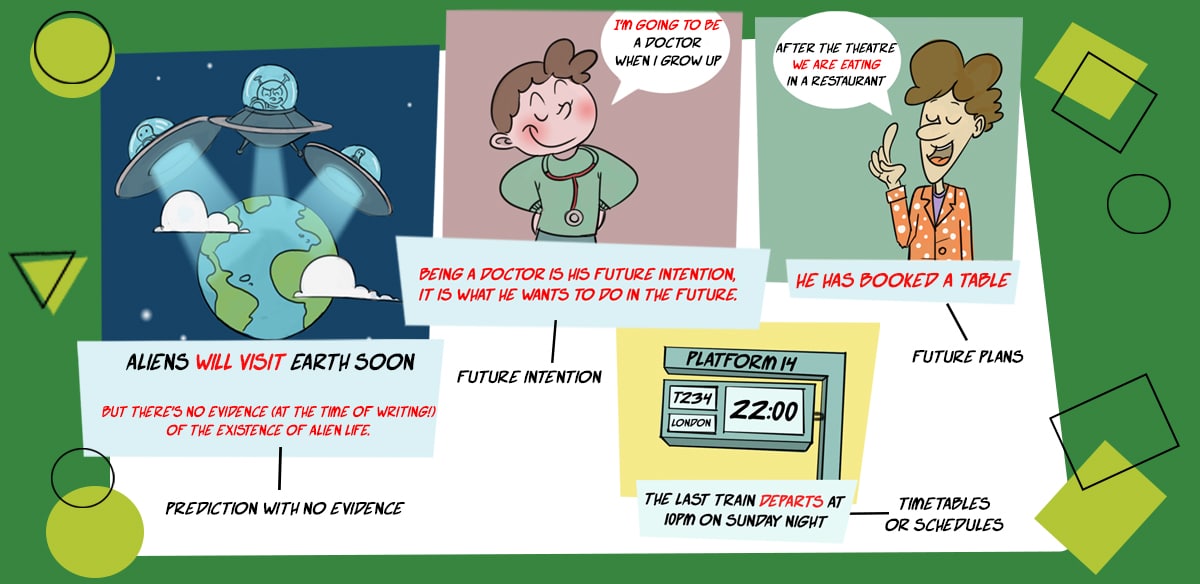 I'M GOING TO BE
A DOCTOR
WHEN I GROW UP
AFTER THE THEATRE
WE ARE EATING
IN A RESTAURANT
BEING A DOCTOR IS HIS FUTURE INTENTION,
IT IS WHAT HE WANTS TO DO IN THE FUTURE.
HE HAS BOOKED A TABLE
ALIENS WILL VISIT EARTH SOON
BUT THERE'S NO EVIDENCE (AT THE TIME OF WRITING!)
OF THE EXISTENCE OF ALIEN LIFE.
FUTURE INTENTION
FUTURE PLANS
PLATFORM 14
T234
LONDON
22:00
PREDICTION WITH NO EVIDENCE
THE LAST TRAIN DEPARTS AT
10PM ON SUNDAY NIGHT
TIMETABLES
OR SCHEDULES